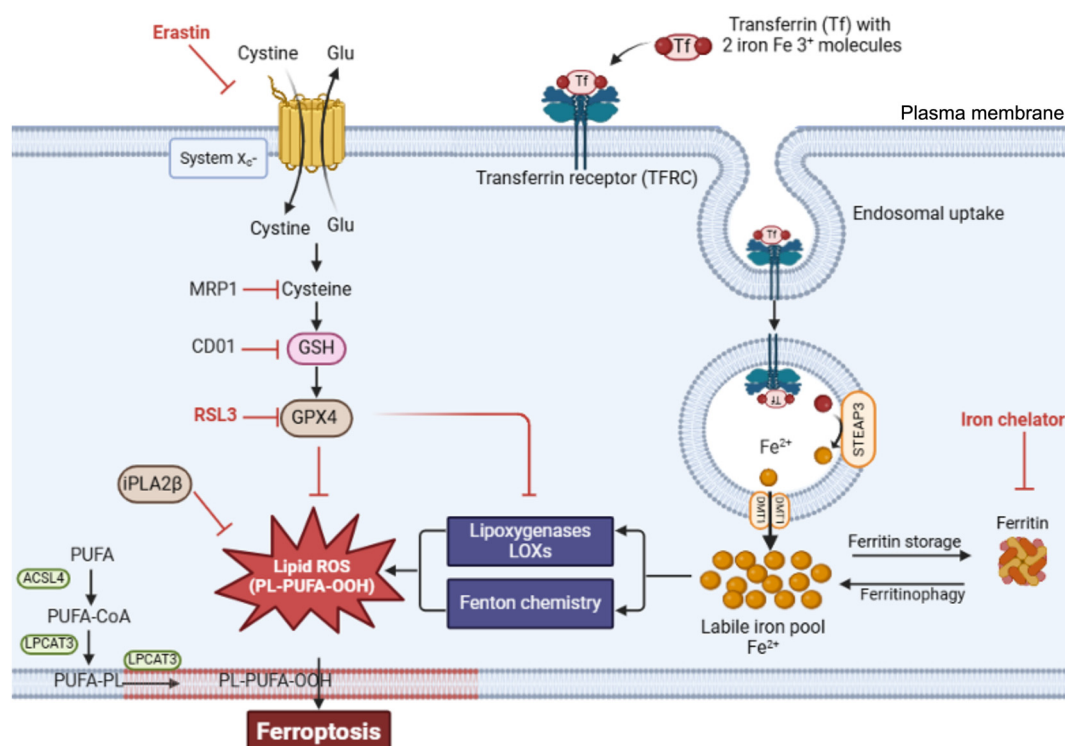 Erastin
Cystine
Glu
Transferrin (Tf) with
2 iron Fe 3+ molecules
Tf
Tf
Plasma membrane
System Xc-
Transferrin receptor (TFRC)
Cystine
Glu
Endosomal uptake
Tf
MRP1
Cysteine
CD01
GSH
RSL3
GPX4
Tf
STEAP3
Fe2+
DMT1
DMT1
Iron chelator
iPLA2β
Lipoxygenases
LOXs
Fenton chemistry
Lipid ROS
(PL-PUFA-OOH)
Ferritin storage
Ferritinophagy
Ferritin
Labile iron pool
Fe2+
PUFA
ACSL4
PUFA-CoA
LPCAT3
LPCAT3
PUFA-PL
PL-PUFA-OOH
Ferroptosis